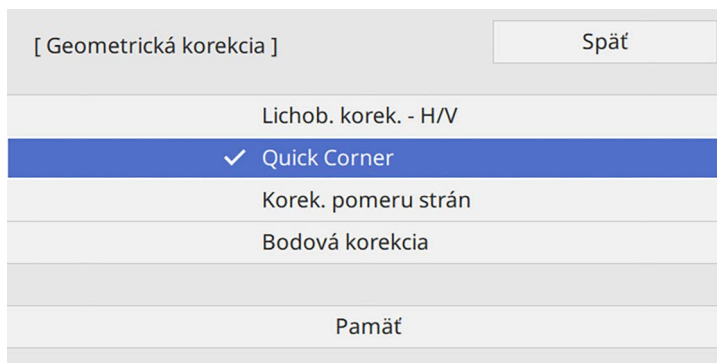 [ Geometrická korekcia ]
Späť
Lichob. korek. - H/V
Quick Corner
Korek. pomeru strán
Bodová korekcia
Pamäť